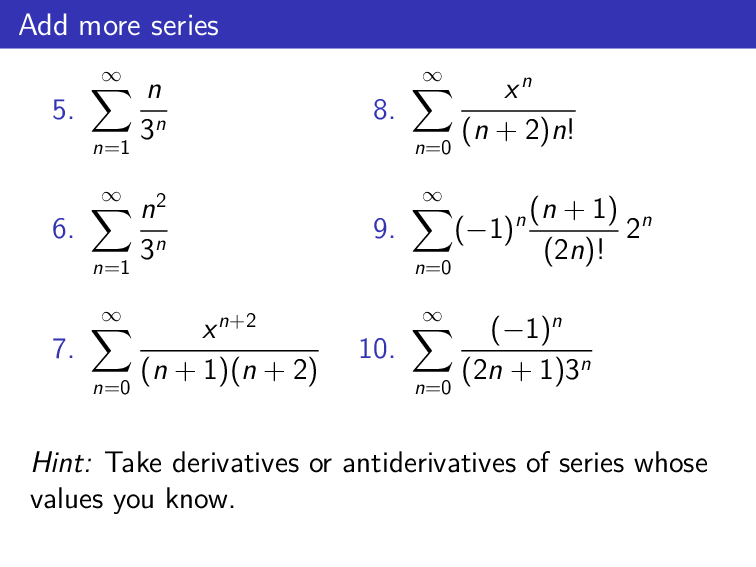 Add more series
5. $\sum_{n=1}^{\infty} \frac{n}{3^n}$
6. $\sum_{n=1}^{\infty} \frac{n^2}{3^n}$
7. $\sum_{n=0}^{\infty} \frac{x^{n+2}}{(n+1)(n+2)}$
8. $\sum_{n=0}^{\infty} \frac{x^n}{(n+2)n!}$
9. $\sum_{n=0}^{\infty} (-1)^n \frac{(n+1)}{(2n)!} 2^n$
10. $\sum_{n=0}^{\infty} \frac{(-1)^n}{(2n+1)3^n}$
Hint: Take derivatives or antiderivatives of series whose
values you know.